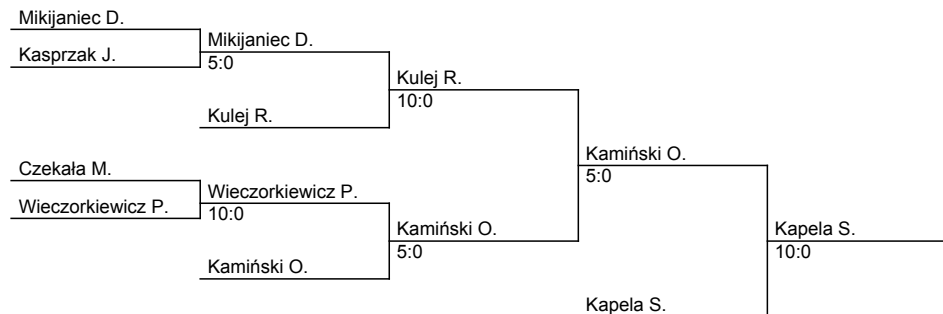 Mikijaniec D.
Mikijaniec D.
Kasprzak J.
5:0
Kulej R.
10:0
Kulej R.
Kamiński O.
5:0
Czekała M.
Wieczorkiewicz P.
Wieczorkiewicz P.
10:0
Kamiński O.
5:0
Kamiński O.
Kapela S.
10:0
Kapela S.